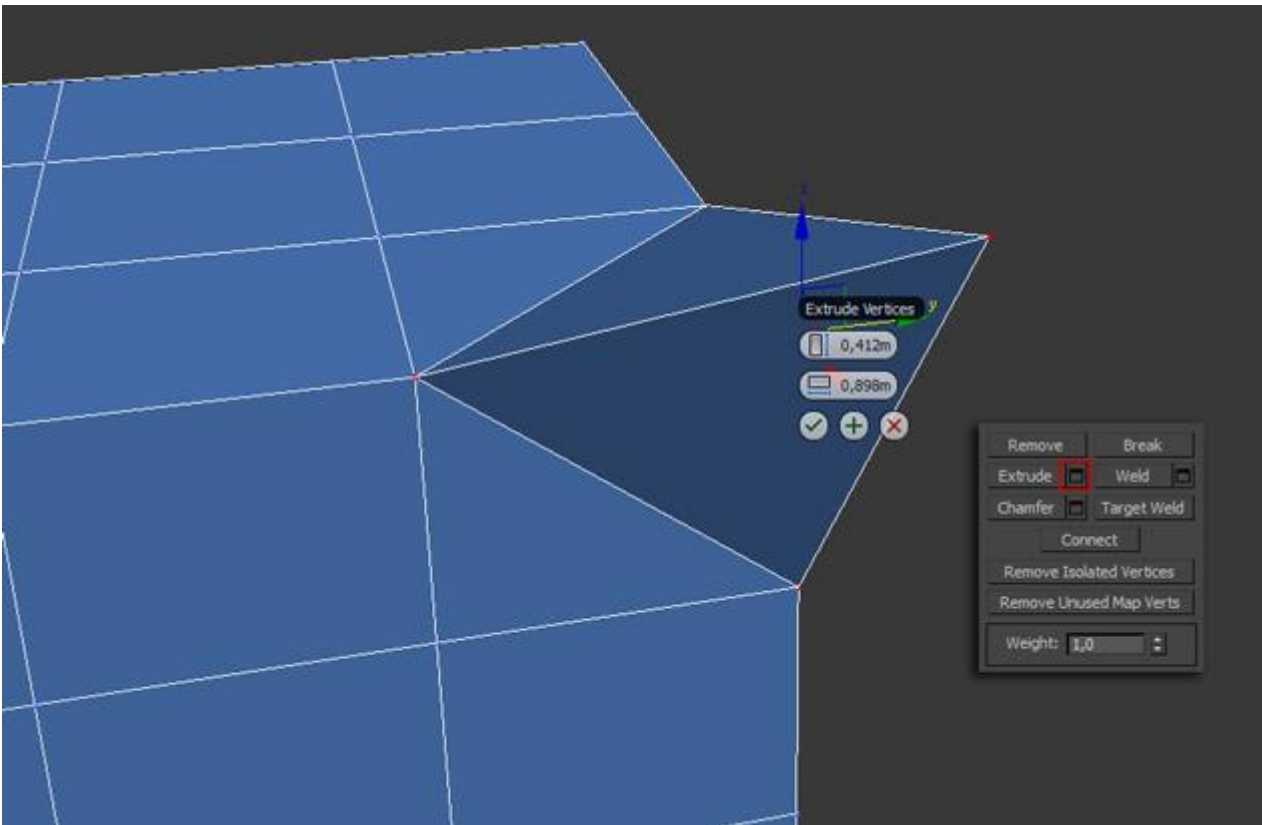 z
y
Extrude Vertices
0,412m
0,898m
Remove Break
Extrude Weld
Chamfer Target Weld
Connect
Remove Isolated Vertices
Remove Unused Map Verts
Weight: 1,0